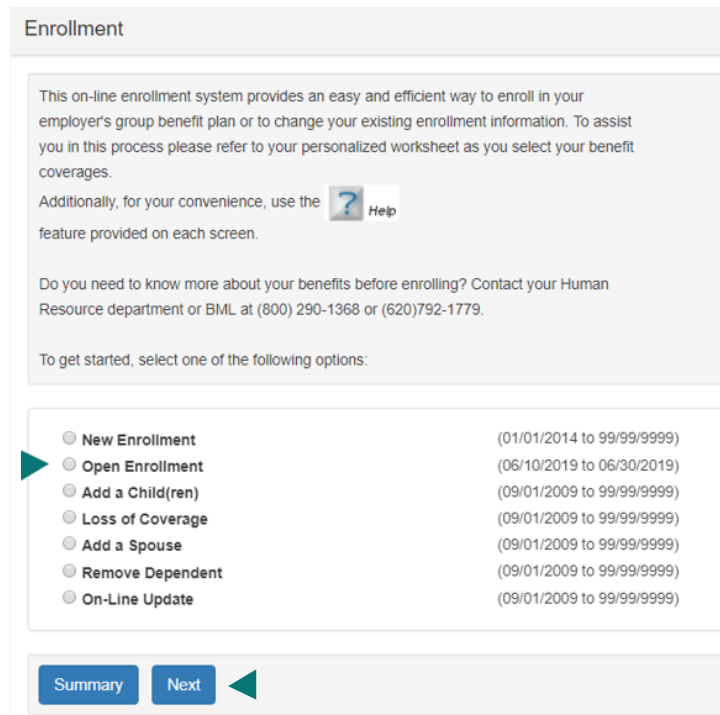 Enrollment
This on-line enrollment system provides an easy and efficient way to enroll in your
employer's group benefit plan or to change your existing enrollment information. To assist
you in this process please refer to your personalized worksheet as you select your benefit
coverages.
Additionally, for your convenience, use the ? Help
feature provided on each screen.
Do you need to know more about your benefits before enrolling? Contact your Human
Resource department or BML at (800) 290-1368 or (620)792-1779.
To get started, select one of the following options:
New Enrollment (01/01/2014 to 99/99/9999)
Open Enrollment (06/10/2019 to 06/30/2019)
Add a Child(ren) (09/01/2009 to 99/99/9999)
Loss of Coverage (09/01/2009 to 99/99/9999)
Add a Spouse (09/01/2009 to 99/99/9999)
Remove Dependent (09/01/2009 to 99/99/9999)
On-Line Update (09/01/2009 to 99/99/9999)
Summary Next